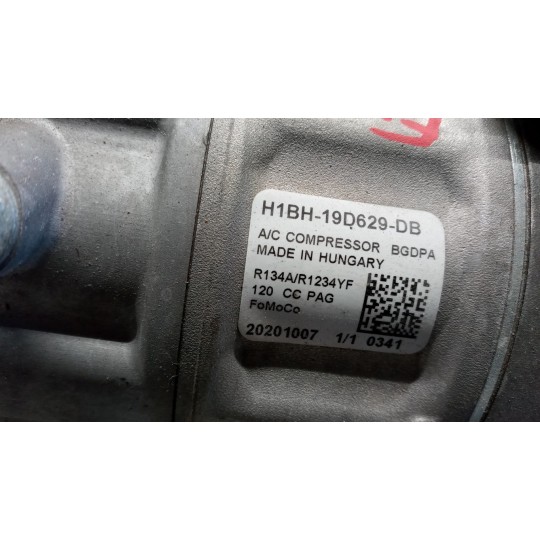 H1BH-19D629-DB
A/C COMPRESSOR BGDPA
MADE IN HUNGARY
R134A/R1234YF
120 CC PAG
FoMoCo
20201007 1/1 0341